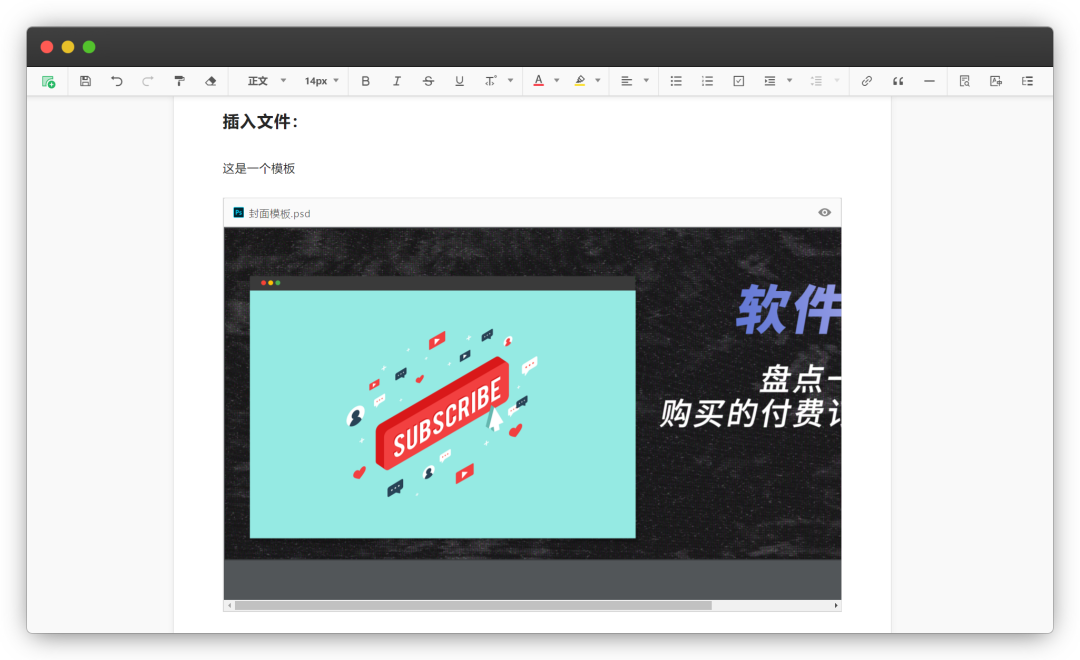 正文 14px B I S U T A
插入文件：
这是一个模板
Ps 封面模板.psd
软件
盘点一
购买的付费
SUBSCRIBE